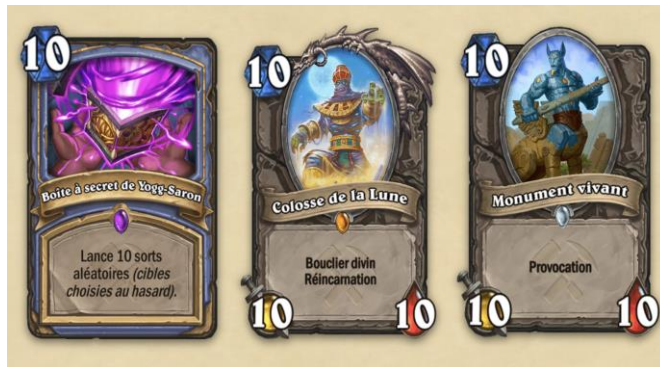 10
Boîte à secret de Yogg-Saron
Lance 10 sorts
aléatoires (cibles
choisies au hasard).
10
Colosse de la Lune
Bouclier divin
Réincarnation
10
10
10
Monument vivant
Provocation
10
10